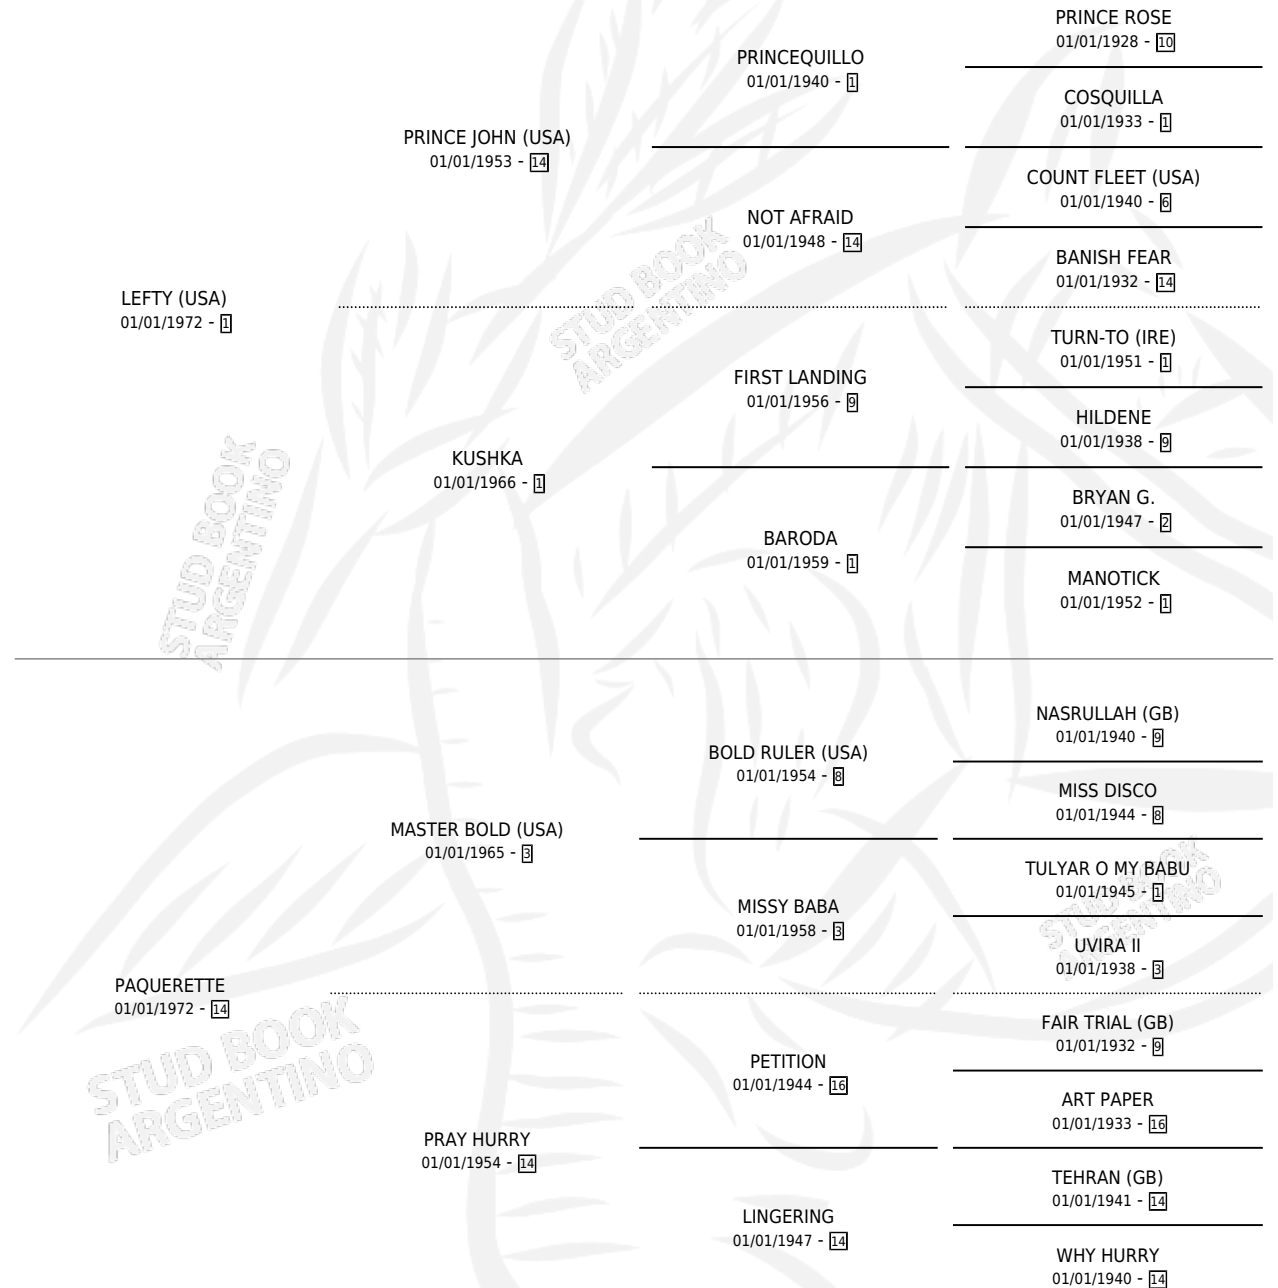 PRINCE ROSE
01/01/1928 - 10
PRINCEQUILLO
01/01/1940 - 1
COSQUILLA
01/01/1933 - 1
PRINCE JOHN (USA)
01/01/1953 - 14
COUNT FLEET (USA)
01/01/1940 - 6
NOT AFRAID
01/01/1948 - 14
BANISH FEAR
01/01/1932 - 14
LEFTY (USA)
01/01/1972 - 1
STUD BOOK
ARGENTINO
TURN-TO (IRE)
01/01/1951 - 1
FIRST LANDING
01/01/1956 - 9
HILDENE
01/01/1938 - 9
KUSHKA
01/01/1966 - 1
BRYAN G.
01/01/1947 - 2
BARODA
01/01/1959 - 1
MANOTICK
01/01/1952 - 1
STUD BOOK
ARGENTINO
NASRULLAH (GB)
01/01/1940 - 9
BOLD RULER (USA)
01/01/1954 - 8
MISS DISCO
01/01/1944 - 8
MASTER BOLD (USA)
01/01/1965 - 3
TULYAR O MY BABU
01/01/1945 - 1
STUD BOOK
ARGENTINO
MISSY BABA
01/01/1958 - 3
UVIRA II
01/01/1938 - 3
PAQUERETTE
01/01/1972 - 14
STUD BOOK
ARGENTINO
FAIR TRIAL (GB)
01/01/1932 - 9
PETITION
01/01/1944 - 16
ART PAPER
01/01/1933 - 16
PRAY HURRY
01/01/1954 - 14
TEHRAN (GB)
01/01/1941 - 14
LINGERING
01/01/1947 - 14
WHY HURRY
01/01/1940 - 14